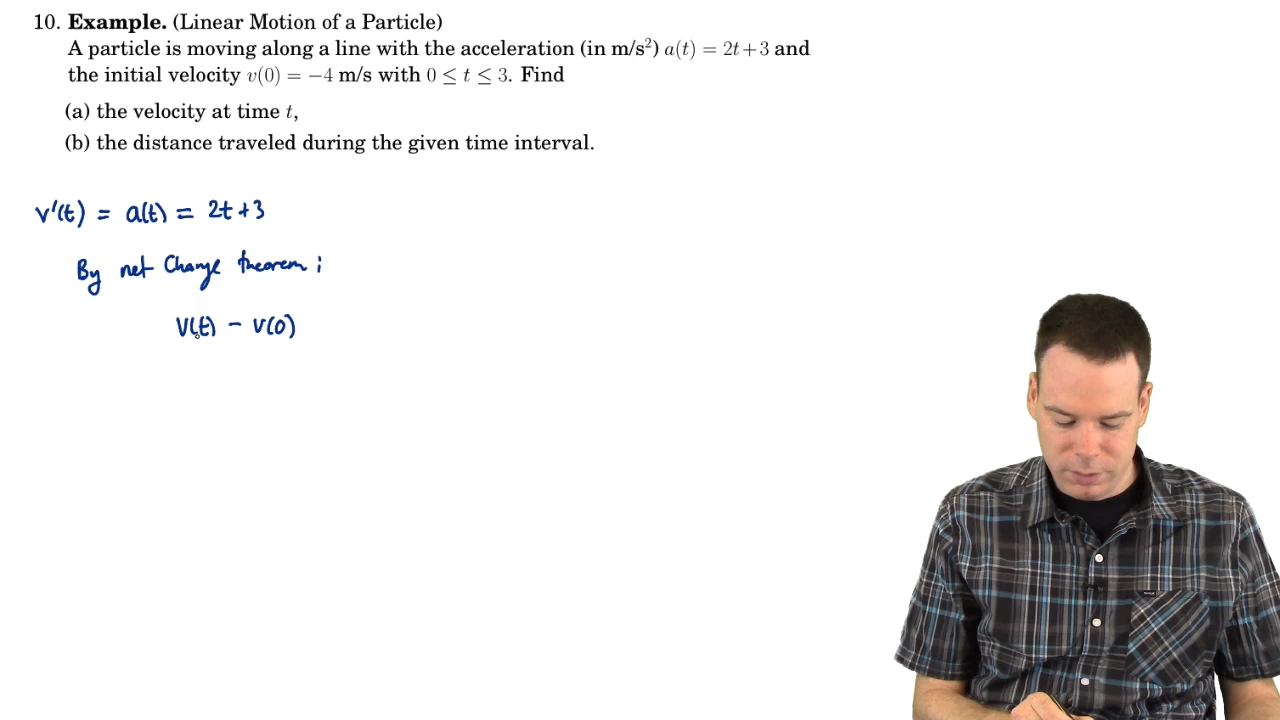 10. Example. (Linear Motion of a Particle)
A particle is moving along a line with the acceleration (in m/s²) a(t) = 2t+3 and
the initial velocity v(0) = −4 m/s with 0 ≤ t ≤ 3. Find
(a) the velocity at time t,
(b) the distance traveled during the given time interval.
v'(t) = a(t) = 2t+3
By net Change theorem :
V(t) − v(0)